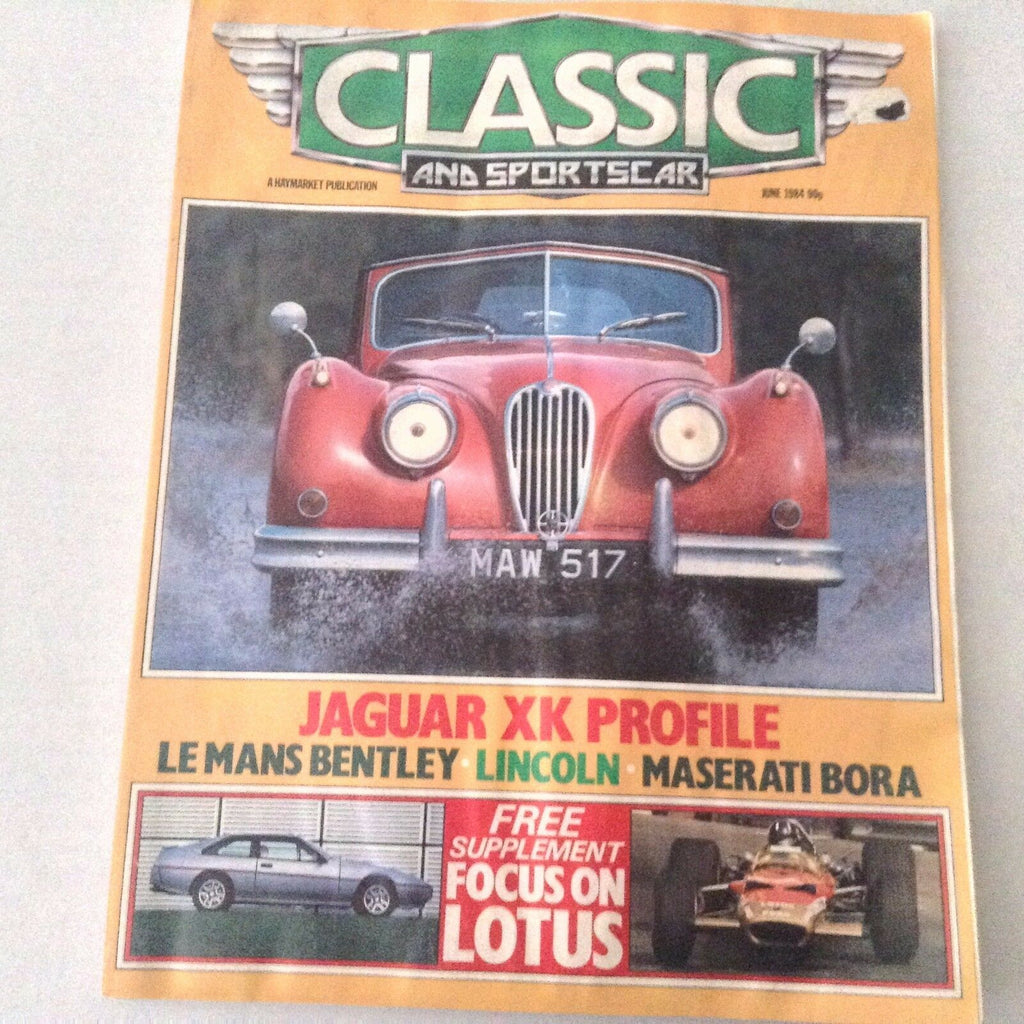 CLASSIC
AND SPORTSCAR
A HAYMARKET PUBLICATION
JUNE 1984 90p
MAW 517
JAGUAR XK PROFILE
LE MANS BENTLEY • LINCOLN • MASERATI BORA
FREE
SUPPLEMENT
FOCUS ON
LOTUS